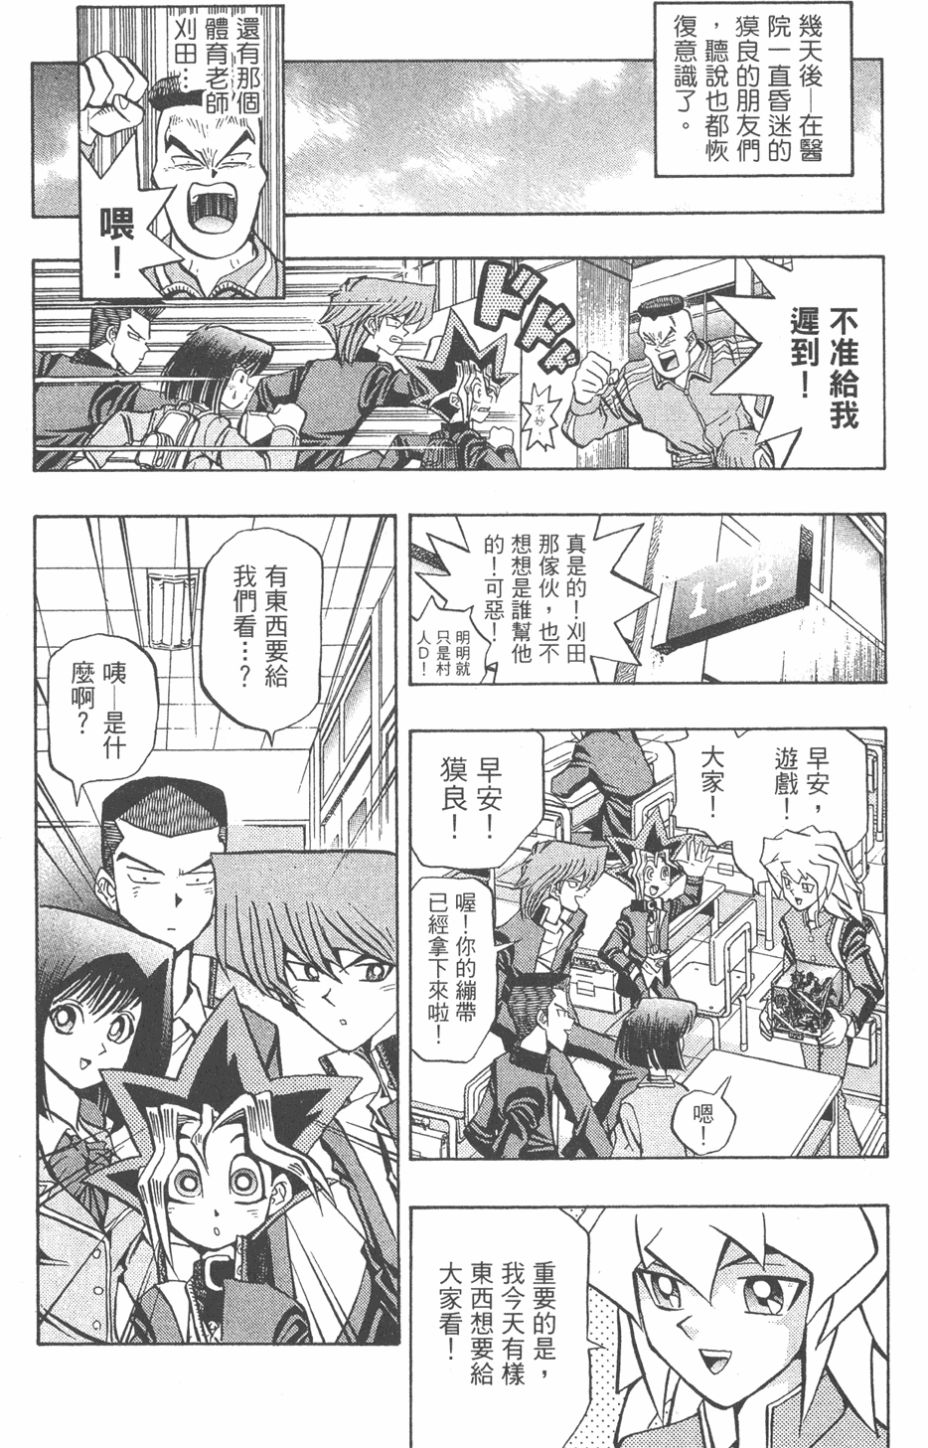 幾天後─在醫
院一直昏迷的
獏良的朋友們
，聽說也都恢
復意識了。
還有那個
體育老師
刈田…
喂！
不准給我
遲到！
ドドド
不妙。
1-B
真是的！刈田
那傢伙，也不
想想是誰幫他
的！可惡！
明明就
只是村
人D！
早安，
遊戲！
大家！
早安！
獏良！
喔！你的繃帶
已經拿下來啦！
嗯！
重要的是，
我今天有樣
東西想要給
大家看！
有東西要給
我們看…？
咦─是什
麼啊？